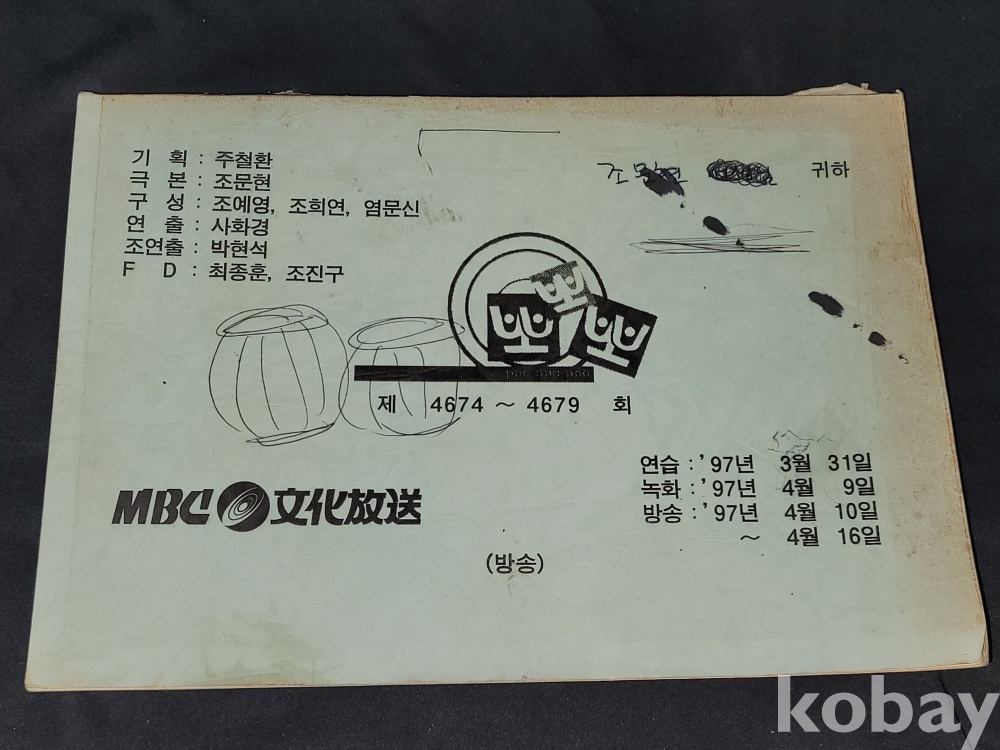 기 획 : 주철환
극 본 : 조문현
구 성 : 조예영, 조희연, 염문신
연 출 : 사화경
조연출 : 박현석
F D : 최종훈, 조진구
귀하
뽀뽀뽀
제 4674 ~ 4679 회
연습 : '97년 3월 31일
녹화 : '97년 4월 9일
방송 : '97년 4월 10일
~ 4월 16일
MBC 文化放送
(방송)
kobay